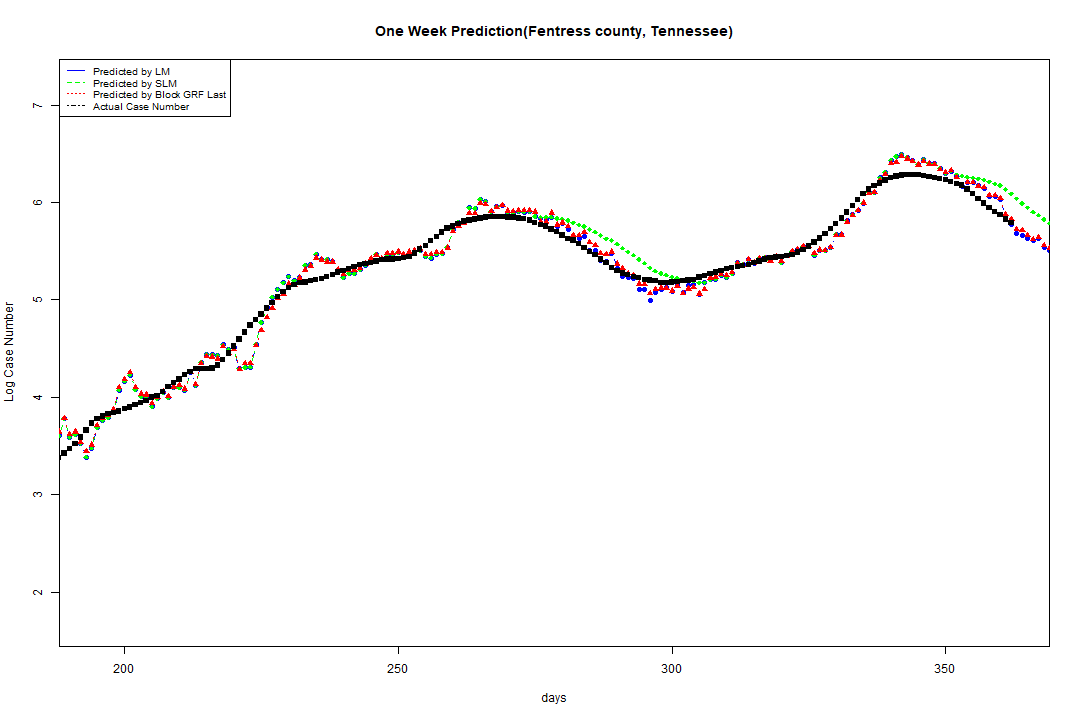 One Week Prediction(Fentress county, Tennessee)
Predicted by LM
Predicted by SLM
Predicted by Block GRF Last
Actual Case Number
7
6
5
4
3
2
Log Case Number
200 250 300 350
days